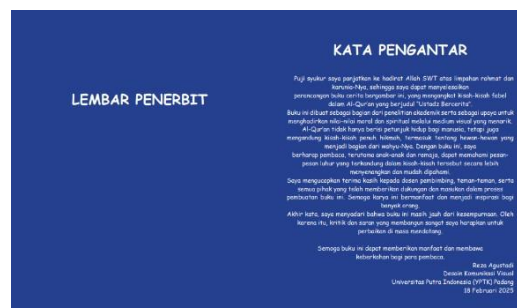 LEMBAR PENERBIT
KATA PENGANTAR
Puji syukur saya panjatkan ke hadirat Allah SWT atas limpahan rahmat dan
karunia-Nya, sehingga saya dapat menyelesaikan
perancangan buku cerita bergambar ini, yang mengangkat kisah-kisah fabel
dalam Al-Qur'an yang berjudul "Ustadz Bercerita".
Buku ini dibuat sebagai bagian dari penelitian akademik serta sebagai upaya untuk
menghadirkan nilai-nilai moral dan spiritual melalui medium visual yang menarik.
Al-Qur'an tidak hanya berisi petunjuk hidup bagi manusia, tetapi juga
mengandung kisah-kisah penuh hikmah, termasuk tentang hewan-hewan yang
menjadi bagian dari wahyu-Nya. Dengan buku ini, saya
berharap pembaca, terutama anak-anak dan remaja, dapat memahami pesan-
pesan luhur yang terkandung dalam kisah-kisah tersebut secara lebih
menyenangkan dan mudah dipahami.
Saya mengucapkan terima kasih kepada dosen pembimbing, teman-teman, serta
semua pihak yang telah memberikan dukungan dan masukan dalam proses
pembuatan buku ini. Semoga karya ini bermanfaat dan menjadi inspirasi bagi
banyak orang.
Akhir kata, saya menyadari bahwa buku ini masih jauh dari kesempurnaan. Oleh
karena itu, kritik dan saran yang membangun sangat saya harapkan untuk
perbaikan di masa mendatang.
Semoga buku ini dapat memberikan manfaat dan membawa
keberkahan bagi para pembaca.
Reza Agustadi
Desain Komunikasi Visual
Universitas Putra Indonesia (YPTK) Padang
18 Februari 2025